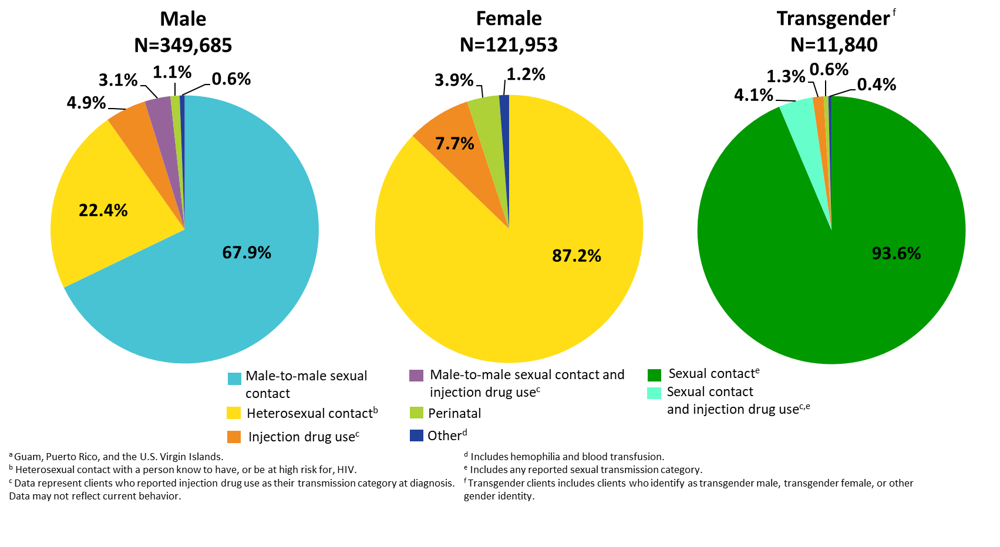 Male
N=349,685
Female
N=121,953
Transgender f
N=11,840
4.9%
3.1%
1.1%
0.6%
22.4%
67.9%
3.9%
1.2%
7.7%
87.2%
4.1%
1.3%
0.6%
0.4%
93.6%
Male-to-male sexual
contact
Heterosexual contact b
Injection drug use c
Male-to-male sexual contact and
injection drug use c
Perinatal
Other d
Sexual contact e
Sexual contact
and injection drug use c,e
a Guam, Puerto Rico, and the U.S. Virgin Islands.
b Heterosexual contact with a person know to have, or be at high risk for, HIV.
c Data represent clients who reported injection drug use as their transmission category at diagnosis.
Data may not reflect current behavior.
d Includes hemophilia and blood transfusion.
e Includes any reported sexual transmission category.
f Transgender clients includes clients who identify as transgender male, transgender female, or other
gender identity.